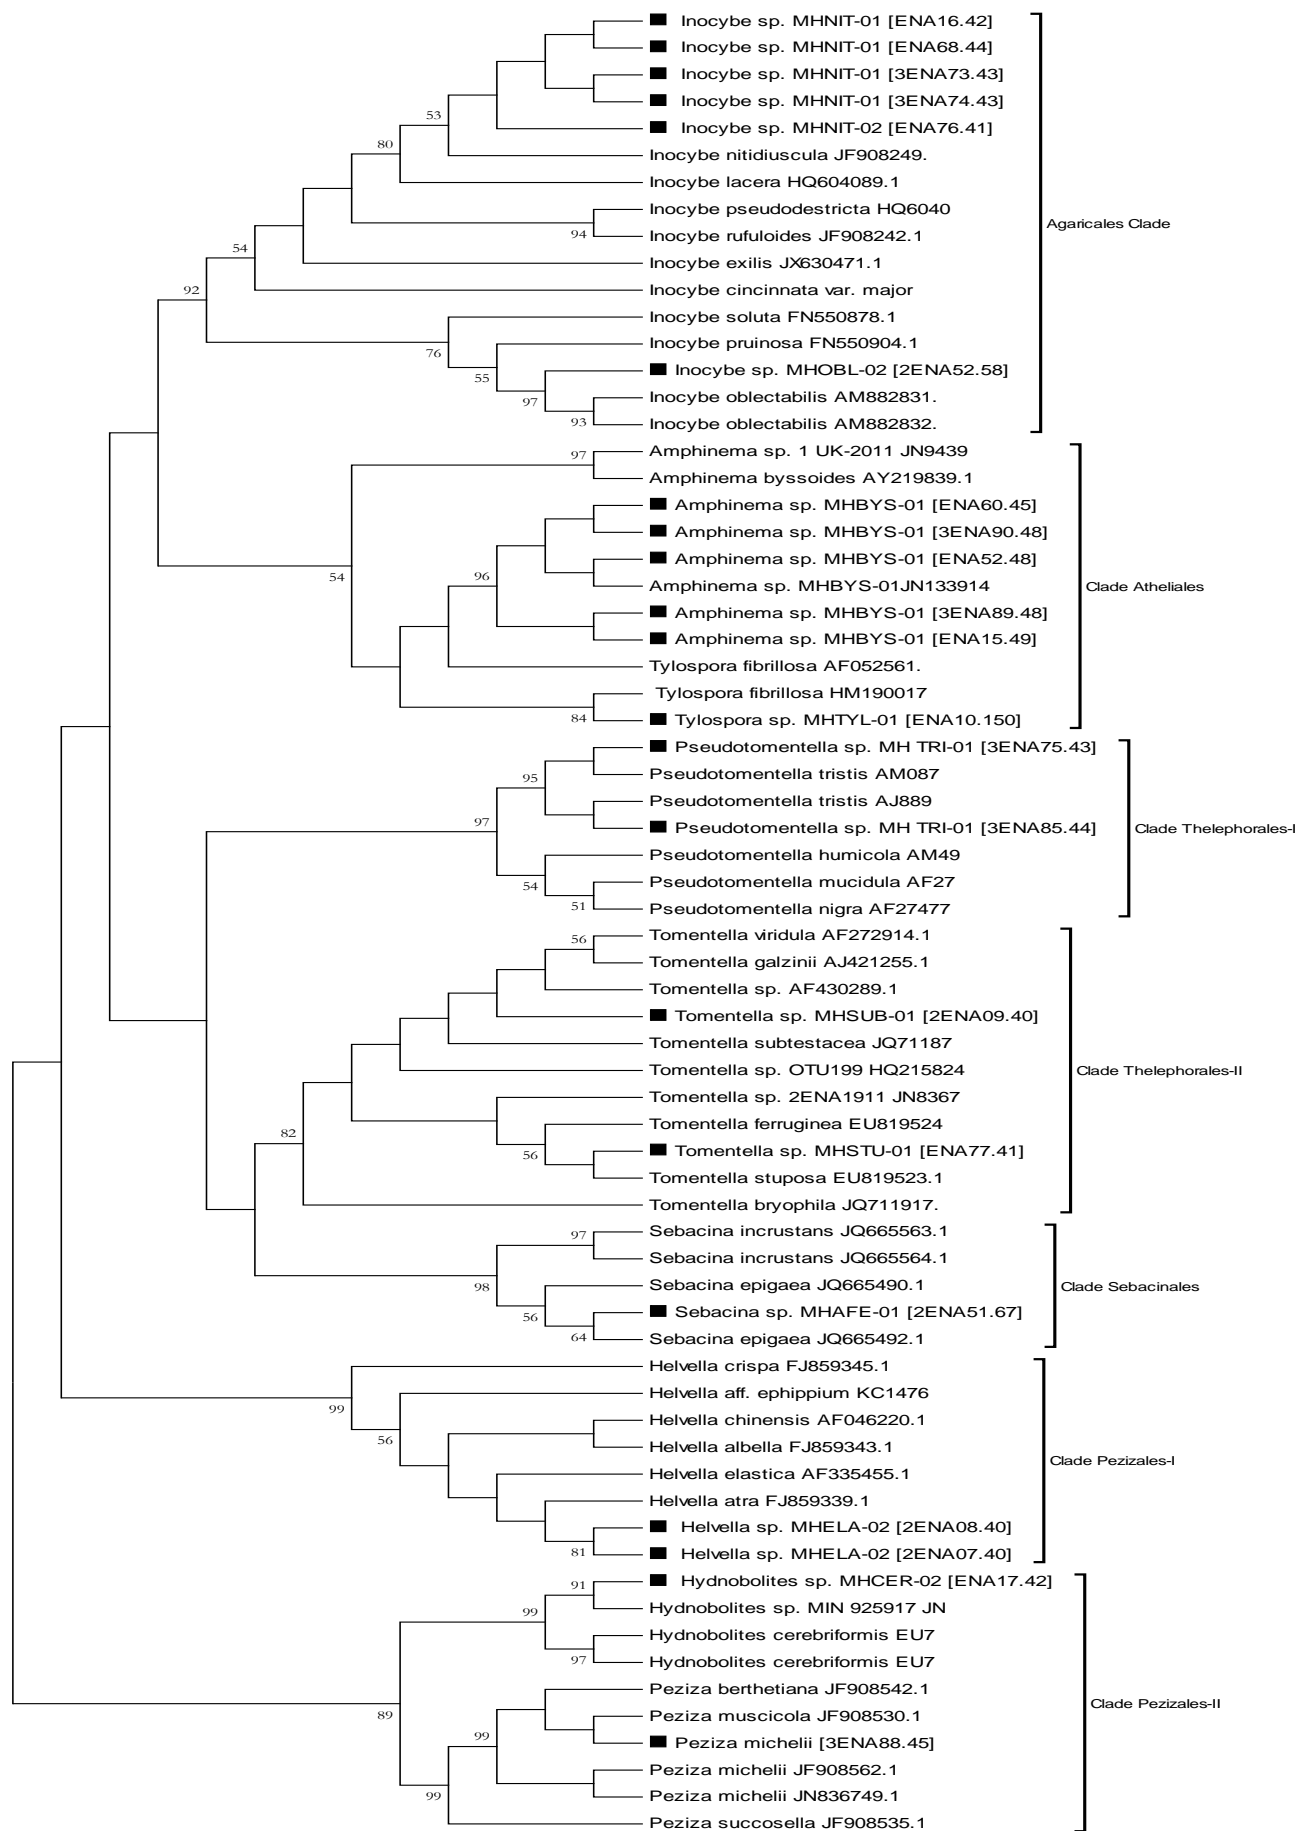 Inocybe sp. MHNIT-01 [ENA16.42]
Inocybe sp. MHNIT-01 [ENA68.44]
Inocybe sp. MHNIT-01 [3ENA73.43]
Inocybe sp. MHNIT-01 [3ENA74.43]
53
Inocybe sp. MHNIT-02 [ENA76.41]
80
Inocybe nitidiuscula JF908249.
Inocybe lacera HQ604089.1
Inocybe pseudodestricta HQ6040
Agaricales Clade
94
Inocybe rufuloides JF908242.1
54
Inocybe exilis JX630471.1
92
Inocybe cincinnata var. major
Inocybe soluta FN550878.1
76
Inocybe pruinosa FN550904.1
55
Inocybe sp. MHOBL-02 [2ENA52.58]
97
Inocybe oblectabilis AM882831.
93
Inocybe oblectabilis AM882832.
97
Amphinema sp. 1 UK-2011 JN9439
Amphinema byssoides AY219839.1
Amphinema sp. MHBYS-01 [ENA60.45]
Amphinema sp. MHBYS-01 [3ENA90.48]
Amphinema sp. MHBYS-01 [ENA52.48]
54
96
Amphinema sp. MHBYS-01JN133914
Clade Atheliales
Amphinema sp. MHBYS-01 [3ENA89.48]
Amphinema sp. MHBYS-01 [ENA15.49]
Tylospora fibrillosa AF052561.
Tylospora fibrillosa HM190017
84
Tylospora sp. MHTYL-01 [ENA10.150]
Pseudotomentella sp. MH TRI-01 [3ENA75.43]
95
Pseudotomentella tristis AM087
Pseudotomentella tristis AJ889
97
Pseudotomentella sp. MH TRI-01 [3ENA85.44]
Clade Thelephorales-I
Pseudotomentella humicola AM49
54
Pseudotomentella mucidula AF27
51
Pseudotomentella nigra AF27477
56
Tomentella viridula AF272914.1
Tomentella galzinii AJ421255.1
Tomentella sp. AF430289.1
Tomentella sp. MHSUB-01 [2ENA09.40]
Tomentella subtestacea JQ71187
Tomentella sp. OTU199 HQ215824
Clade Thelephorales-II
Tomentella sp. 2ENA1911 JN8367
82
Tomentella ferruginea EU819524
56
Tomentella sp. MHSTU-01 [ENA77.41]
Tomentella stuposa EU819523.1
Tomentella bryophila JQ711917.
97
Sebacina incrustans JQ665563.1
Sebacina incrustans JQ665564.1
98
Sebacina epigaea JQ665490.1
Clade Sebacinales
56
Sebacina sp. MHAFE-01 [2ENA51.67]
64
Sebacina epigaea JQ665492.1
Helvella crispa FJ859345.1
99
Helvella aff. ephippium KC1476
56
Helvella chinensis AF046220.1
Helvella albella FJ859343.1
Clade Pezizales-I
Helvella elastica AF335455.1
Helvella atra FJ859339.1
Helvella sp. MHELA-02 [2ENA08.40]
81
Helvella sp. MHELA-02 [2ENA07.40]
91
Hydnobolites sp. MHCER-02 [ENA17.42]
99
Hydnobolites sp. MIN 925917 JN
Hydnobolites cerebriformis EU7
97
Hydnobolites cerebriformis EU7
Peziza berthetiana JF908542.1
Clade Pezizales-II
89
Peziza muscicola JF908530.1
99
Peziza michelii [3ENA88.45]
Peziza michelii JF908562.1
99
Peziza michelii JN836749.1
Peziza succosella JF908535.1